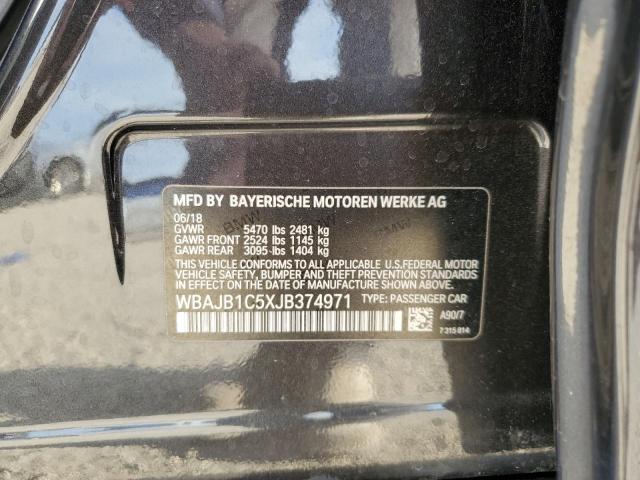 MFD BY BAYERISCHE MOTOREN WERKE AG
06/18
GVWR 5470 lbs 2481 kg
GAWR FRONT 2524 lbs 1145 kg
GAWR REAR 3095 lbs 1404 kg
THIS VEHICLE CONFORMS TO ALL APPLICABLE U.S.FEDERAL MOTOR
VEHICLE SAFETY, BUMPER AND THEFT PREVENTION STANDARDS
IN EFFECT ON THE DATE OF MANUFACTURE SHOWN ABOVE.
WBAJB1C5XJB374971 TYPE: PASSENGER CAR
A90/7
7 315 814
BMW
BMW